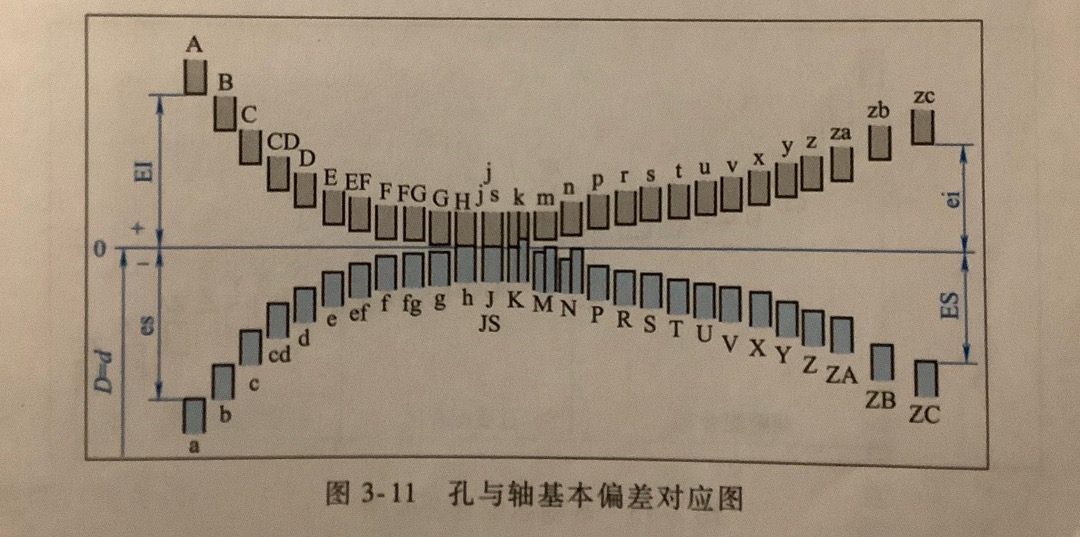 A
B
C
CD
D
E EF F FG G H
j
js k m n p r s t u v x y z za
zb
zc
EI
+
0
−
es
D=d
ei
ES
a
b
c
cd
d
e ef f fg g h J K M N P R S T U V X Y Z ZA
JS
ZB
ZC
图 3-11 孔与轴基本偏差对应图